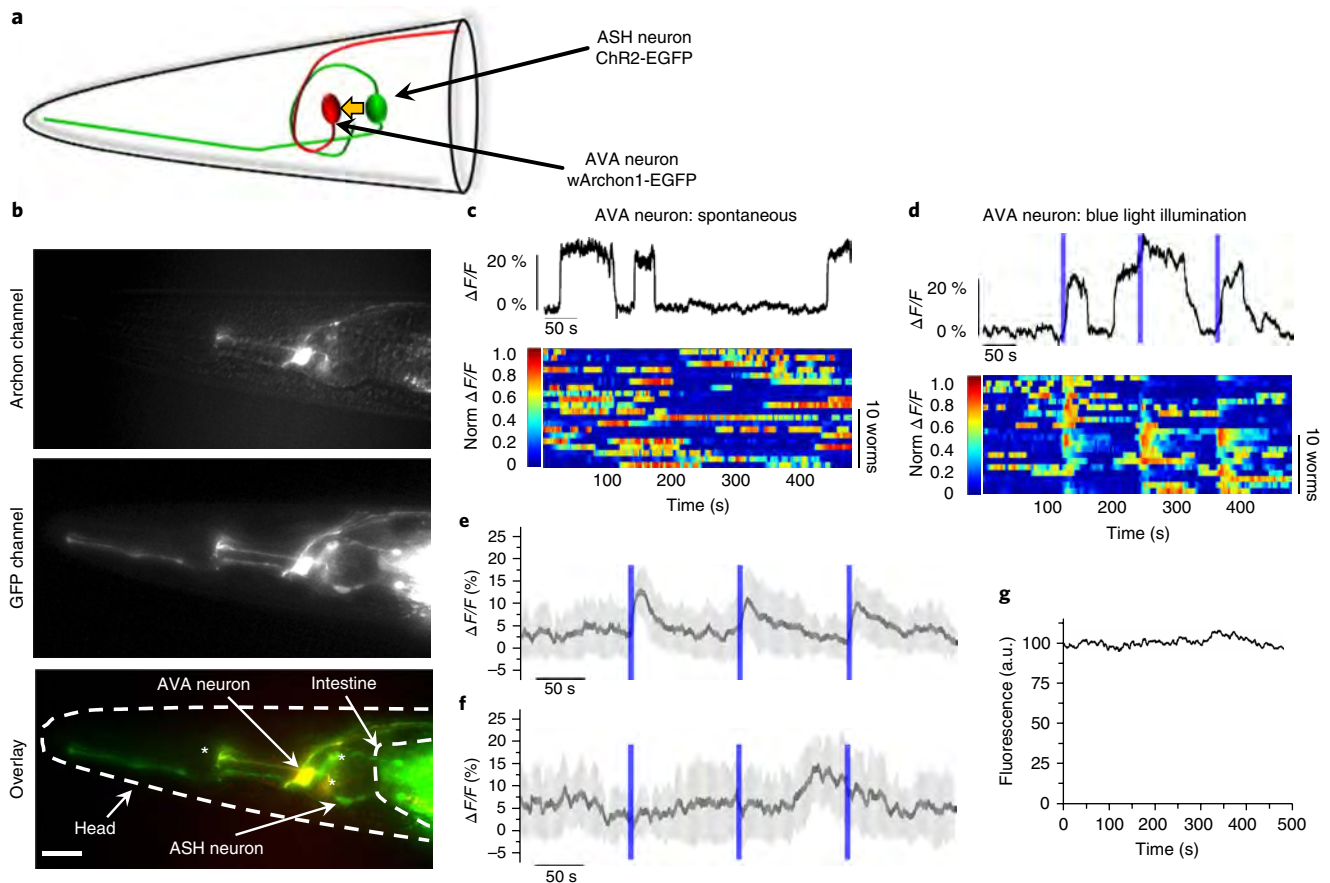 a
ASH neuron
ChR2-EGFP
AVA neuron
wArchon1-EGFP
b
Archon channel
GFP channel
Overlay
AVA neuron
Intestine
*
*
*
Head
ASH neuron
c
AVA neuron: spontaneous
ΔF/F
20 %
0 %
50 s
Norm ΔF/F
1.0
0.8
0.6
0.4
0.2
0
10 worms
100 200 300 400
Time (s)
d
AVA neuron: blue light illumination
ΔF/F
20 %
0 %
50 s
Norm ΔF/F
1.0
0.8
0.6
0.4
0.2
0
10 worms
100 200 300 400
Time (s)
e
ΔF/F (%)
25
20
15
10
5
0
–5
50 s
f
ΔF/F (%)
25
20
15
10
5
0
–5
50 s
g
Fluorescence (a.u.)
100
75
50
25
0
0 100 200 300 400 500
Time (s)